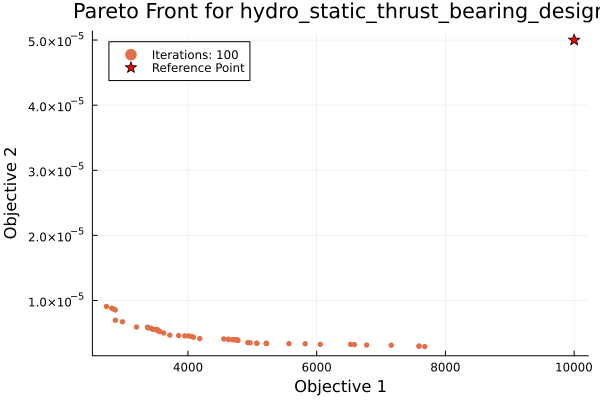 Pareto Front for hydro_static_thrust_bearing_design
Iterations: 100
Reference Point
5.0×10⁻⁵
4.0×10⁻⁵
3.0×10⁻⁵
2.0×10⁻⁵
1.0×10⁻⁵
Objective 2
4000 6000 8000 10000
Objective 1